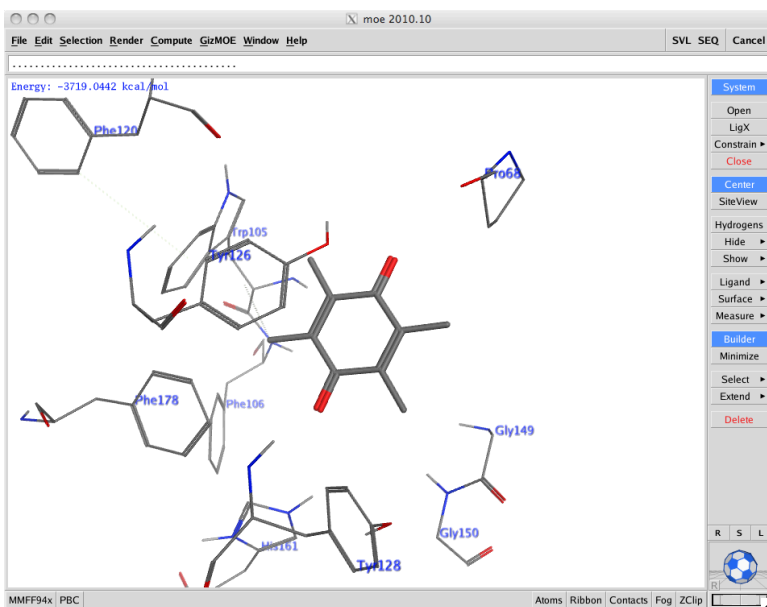 moe 2010.10
File Edit Selection Render Compute GizMOE Window Help SVL SEQ Cancel
.......................................
Energy: -3719.0442 kcal/mol
System
Open
LigX
Constrain
Close
Center
SiteView
Hydrogens
Hide
Show
Ligand
Surface
Measure
Builder
Minimize
Select
Extend
Delete
Phe120
Pro68
Trp105
Tyr126
Phe178
Phe106
Gly149
Gly150
His161
Tyr128
R S L
R
MMFF94x PBC Atoms Ribbon Contacts Fog ZClip